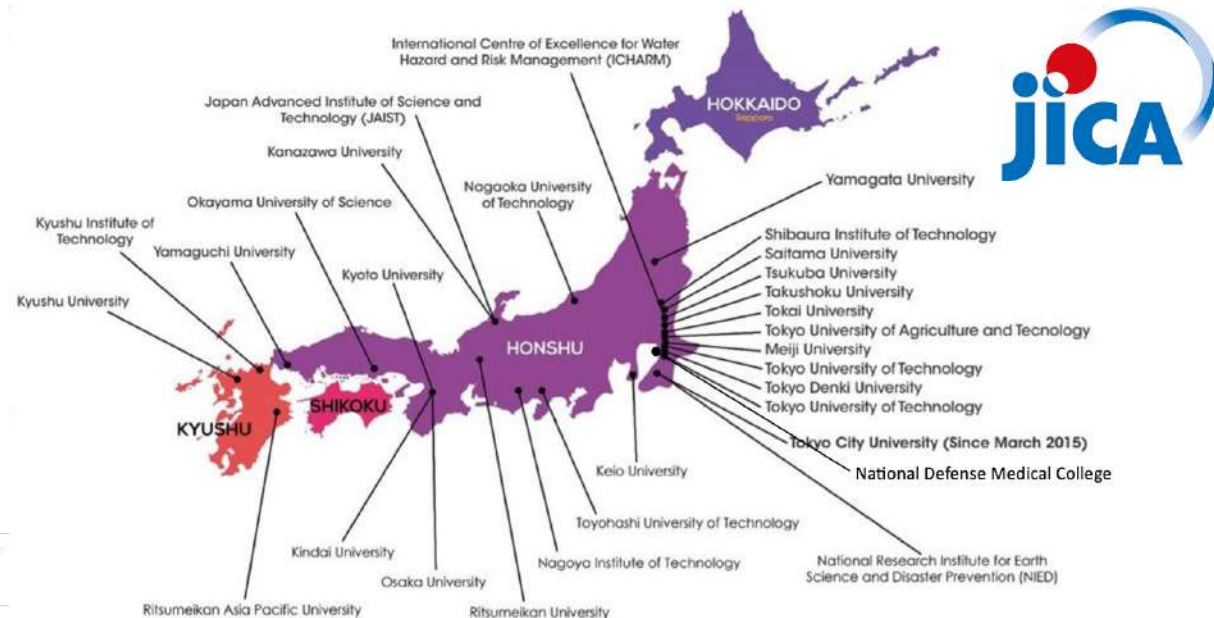 International Centre of Excellence for Water
Hazard and Risk Management (ICHARM)
Japan Advanced Institute of Science and
Technology (JAIST)
Kanazawa University
Nagaoka University
of Technology
Okayama University of Science
Kyushu Institute of
Technology
Yamaguchi University
Kyoto University
Kyushu University
HOKKAIDO
Sapporo
jICA
Yamagata University
Shibaura Institute of Technology
Saitama University
Tsukuba University
Takushoku University
Tokai University
Tokyo University of Agriculture and Tecnology
Meiji University
Tokyo University of Technology
Tokyo Denki University
Tokyo University of Technology
Tokyo City University (Since March 2015)
National Defense Medical College
HONSHU
SHIKOKU
KYUSHU
Keio University
Toyohashi University of Technology
Nagoya Institute of Technology
National Research Institute for Earth
Science and Disaster Prevention (NIED)
Kindai University
Osaka University
Ritsumeikan Asia Pacific University
Ritsumeikan University